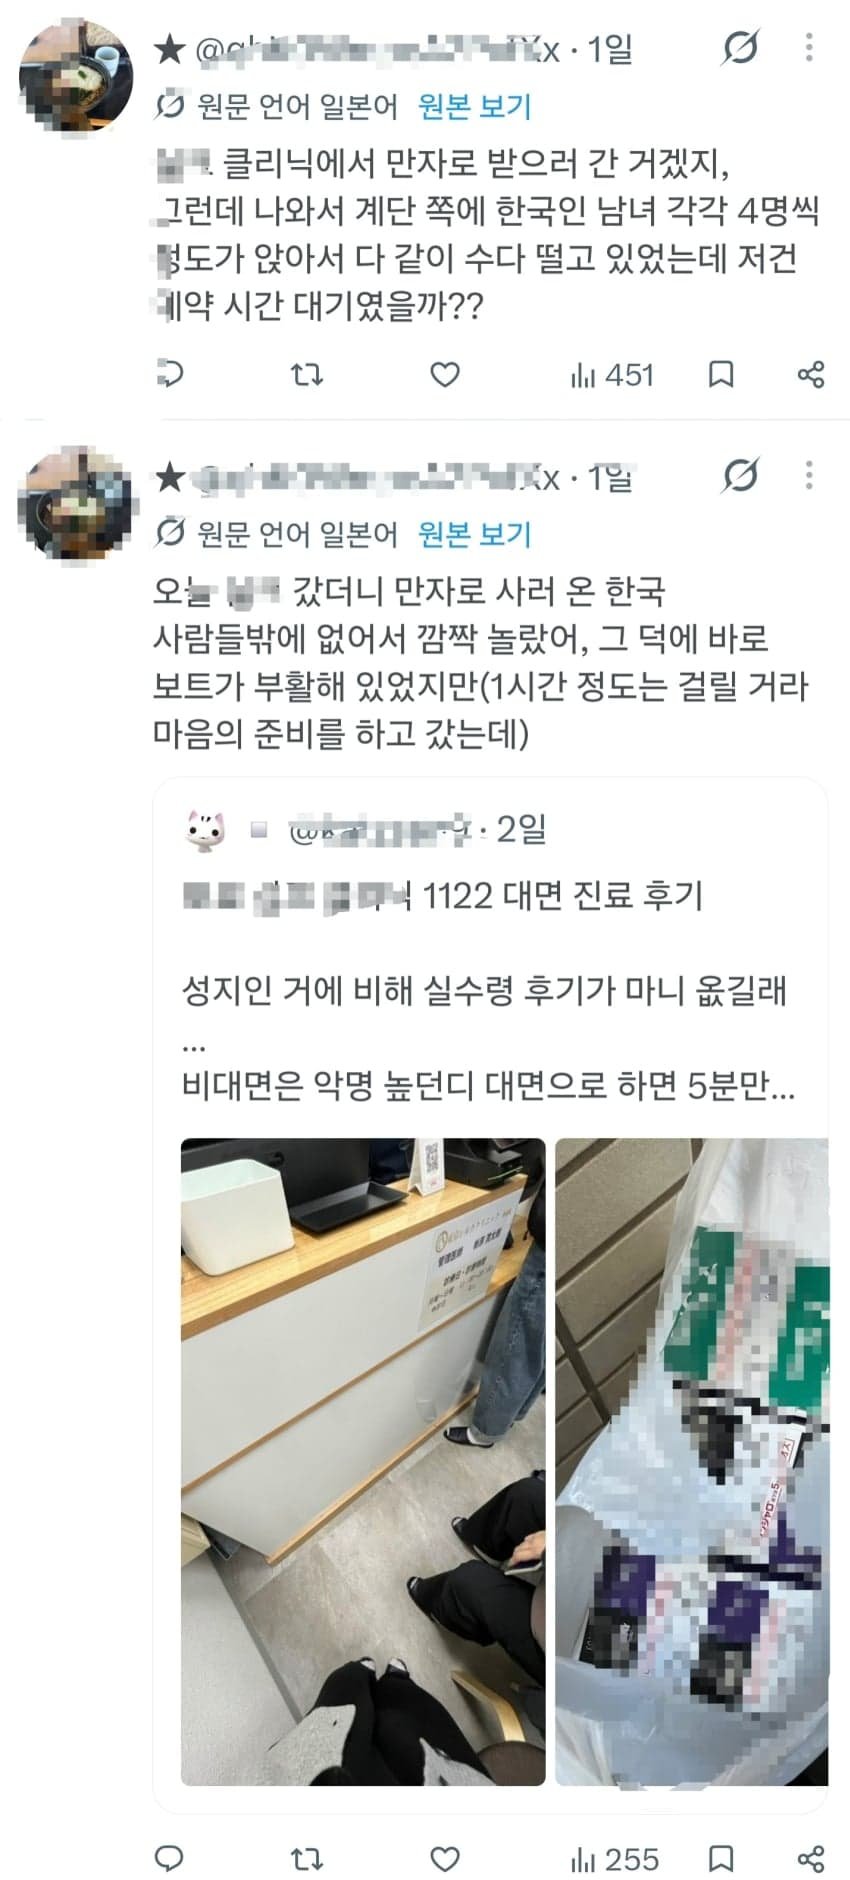 ★ · 1일
원문 언어 일본어 원본 보기
클리닉에서 만자로 받으러 간 거겠지,
그런데 나와서 계단 쪽에 한국인 남녀 각각 4명씩
정도가 앉아서 다 같이 수다 떨고 있었는데 저건
예약 시간 대기였을까??
451
★ · 1일
원문 언어 일본어 원본 보기
오늘 갔더니 만자로 사러 온 한국
사람들밖에 없어서 깜짝 놀랐어, 그 덕에 바로
보트가 부활해 있었지만(1시간 정도는 걸릴 거라
마음의 준비를 하고 갔는데)
· 2일
1122 대면 진료 후기
성지인 거에 비해 실수령 후기가 마니 옶길래
...
비대면은 악명 높던디 대면으로 하면 5분만...
255